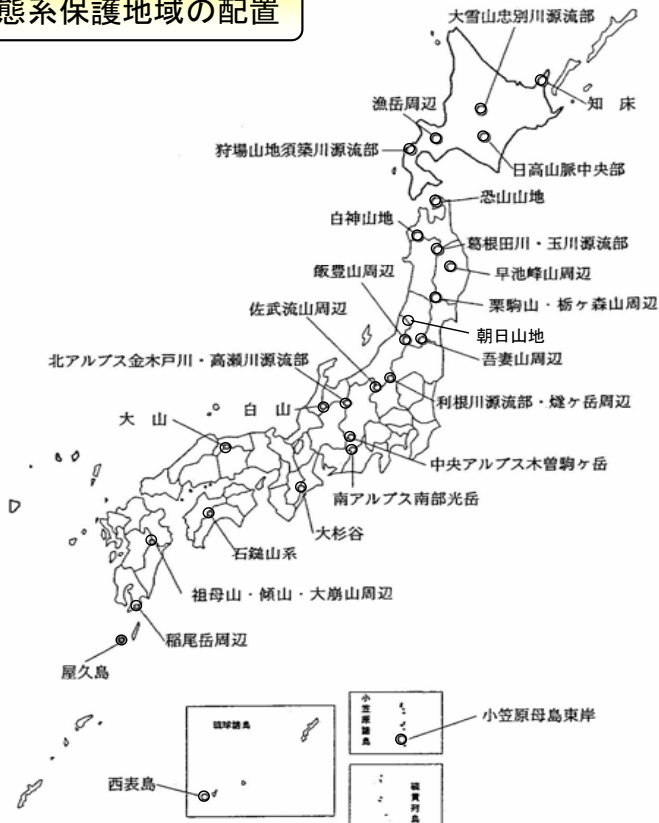 態系保護地域の配置
大雪山忠別川源流部
知 床
漁岳周辺
狩場山地須築川源流部
日高山脈中央部
恐山山地
白神山地
葛根田川・玉川源流部
飯豊山周辺
早池峰山周辺
栗駒山・栃ヶ森山周辺
佐武流山周辺
朝日山地
吾妻山周辺
北アルプス金木戸川・高瀬川源流部
利根川源流部・燧ヶ岳周辺
白 山
大 山
中央アルプス木曽駒ヶ岳
南アルプス南部光岳
大杉谷
石鎚山系
祖母山・傾山・大崩山周辺
稲尾岳周辺
屋久島
小笠原諸島
小笠原母島東岸
琉球諸島
西表島
硫黄列島